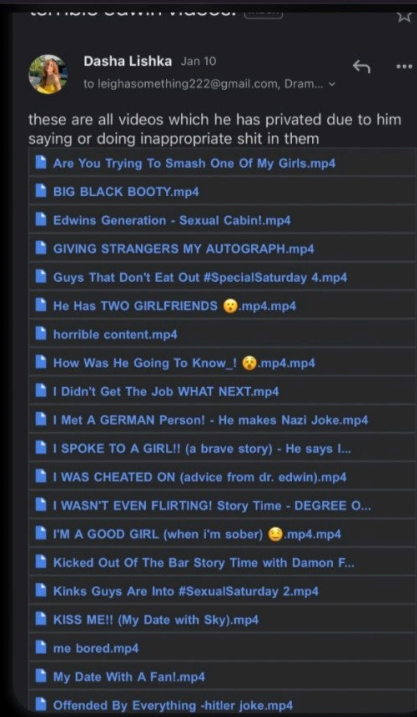 terrible edwin videos.
Dasha Lishka Jan 10
to leighasomething222@gmail.com, Dram...
these are all videos which he has privated due to him
saying or doing inappropriate shit in them
Are You Trying To Smash One Of My Girls.mp4
BIG BLACK BOOTY.mp4
Edwins Generation - Sexual Cabin!.mp4
GIVING STRANGERS MY AUTOGRAPH.mp4
Guys That Don't Eat Out #SpecialSaturday 4.mp4
He Has TWO GIRLFRIENDS 😮.mp4.mp4
horrible content.mp4
How Was He Going To Know_! 😵.mp4.mp4
I Didn't Get The Job WHAT NEXT.mp4
I Met A GERMAN Person! - He makes Nazi Joke.mp4
I SPOKE TO A GIRL!! (a brave story) - He says I...
I WAS CHEATED ON (advice from dr. edwin).mp4
I WASN'T EVEN FLIRTING! Story Time - DEGREE O...
I'M A GOOD GIRL (when i'm sober) 😋.mp4.mp4
Kicked Out Of The Bar Story Time with Damon F...
Kinks Guys Are Into #SexualSaturday 2.mp4
KISS ME!! (My Date with Sky).mp4
me bored.mp4
My Date With A Fan!.mp4
Offended By Everything -hitler joke.mp4